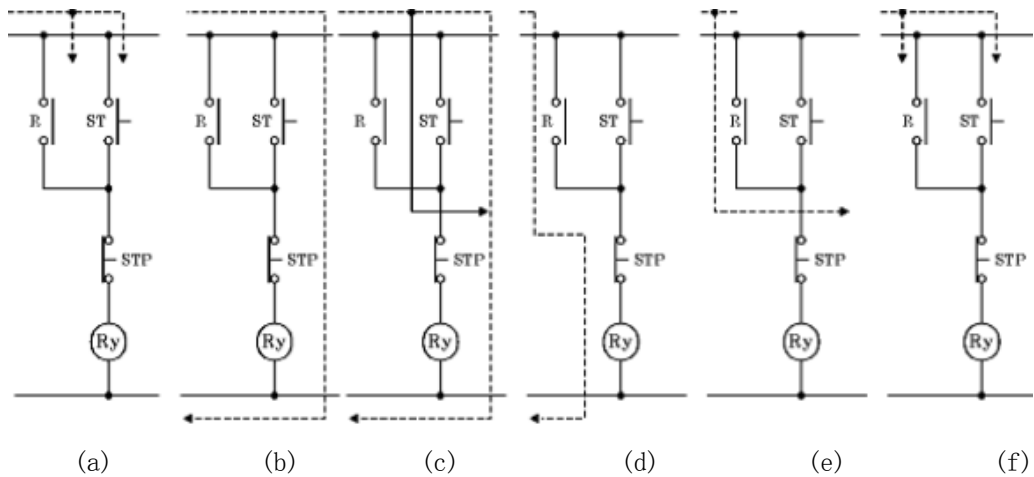 R ST R ST R ST R ST R ST R ST
STP STP STP STP STP STP
Ry Ry Ry Ry Ry Ry
(a) (b) (c) (d) (e) (f)